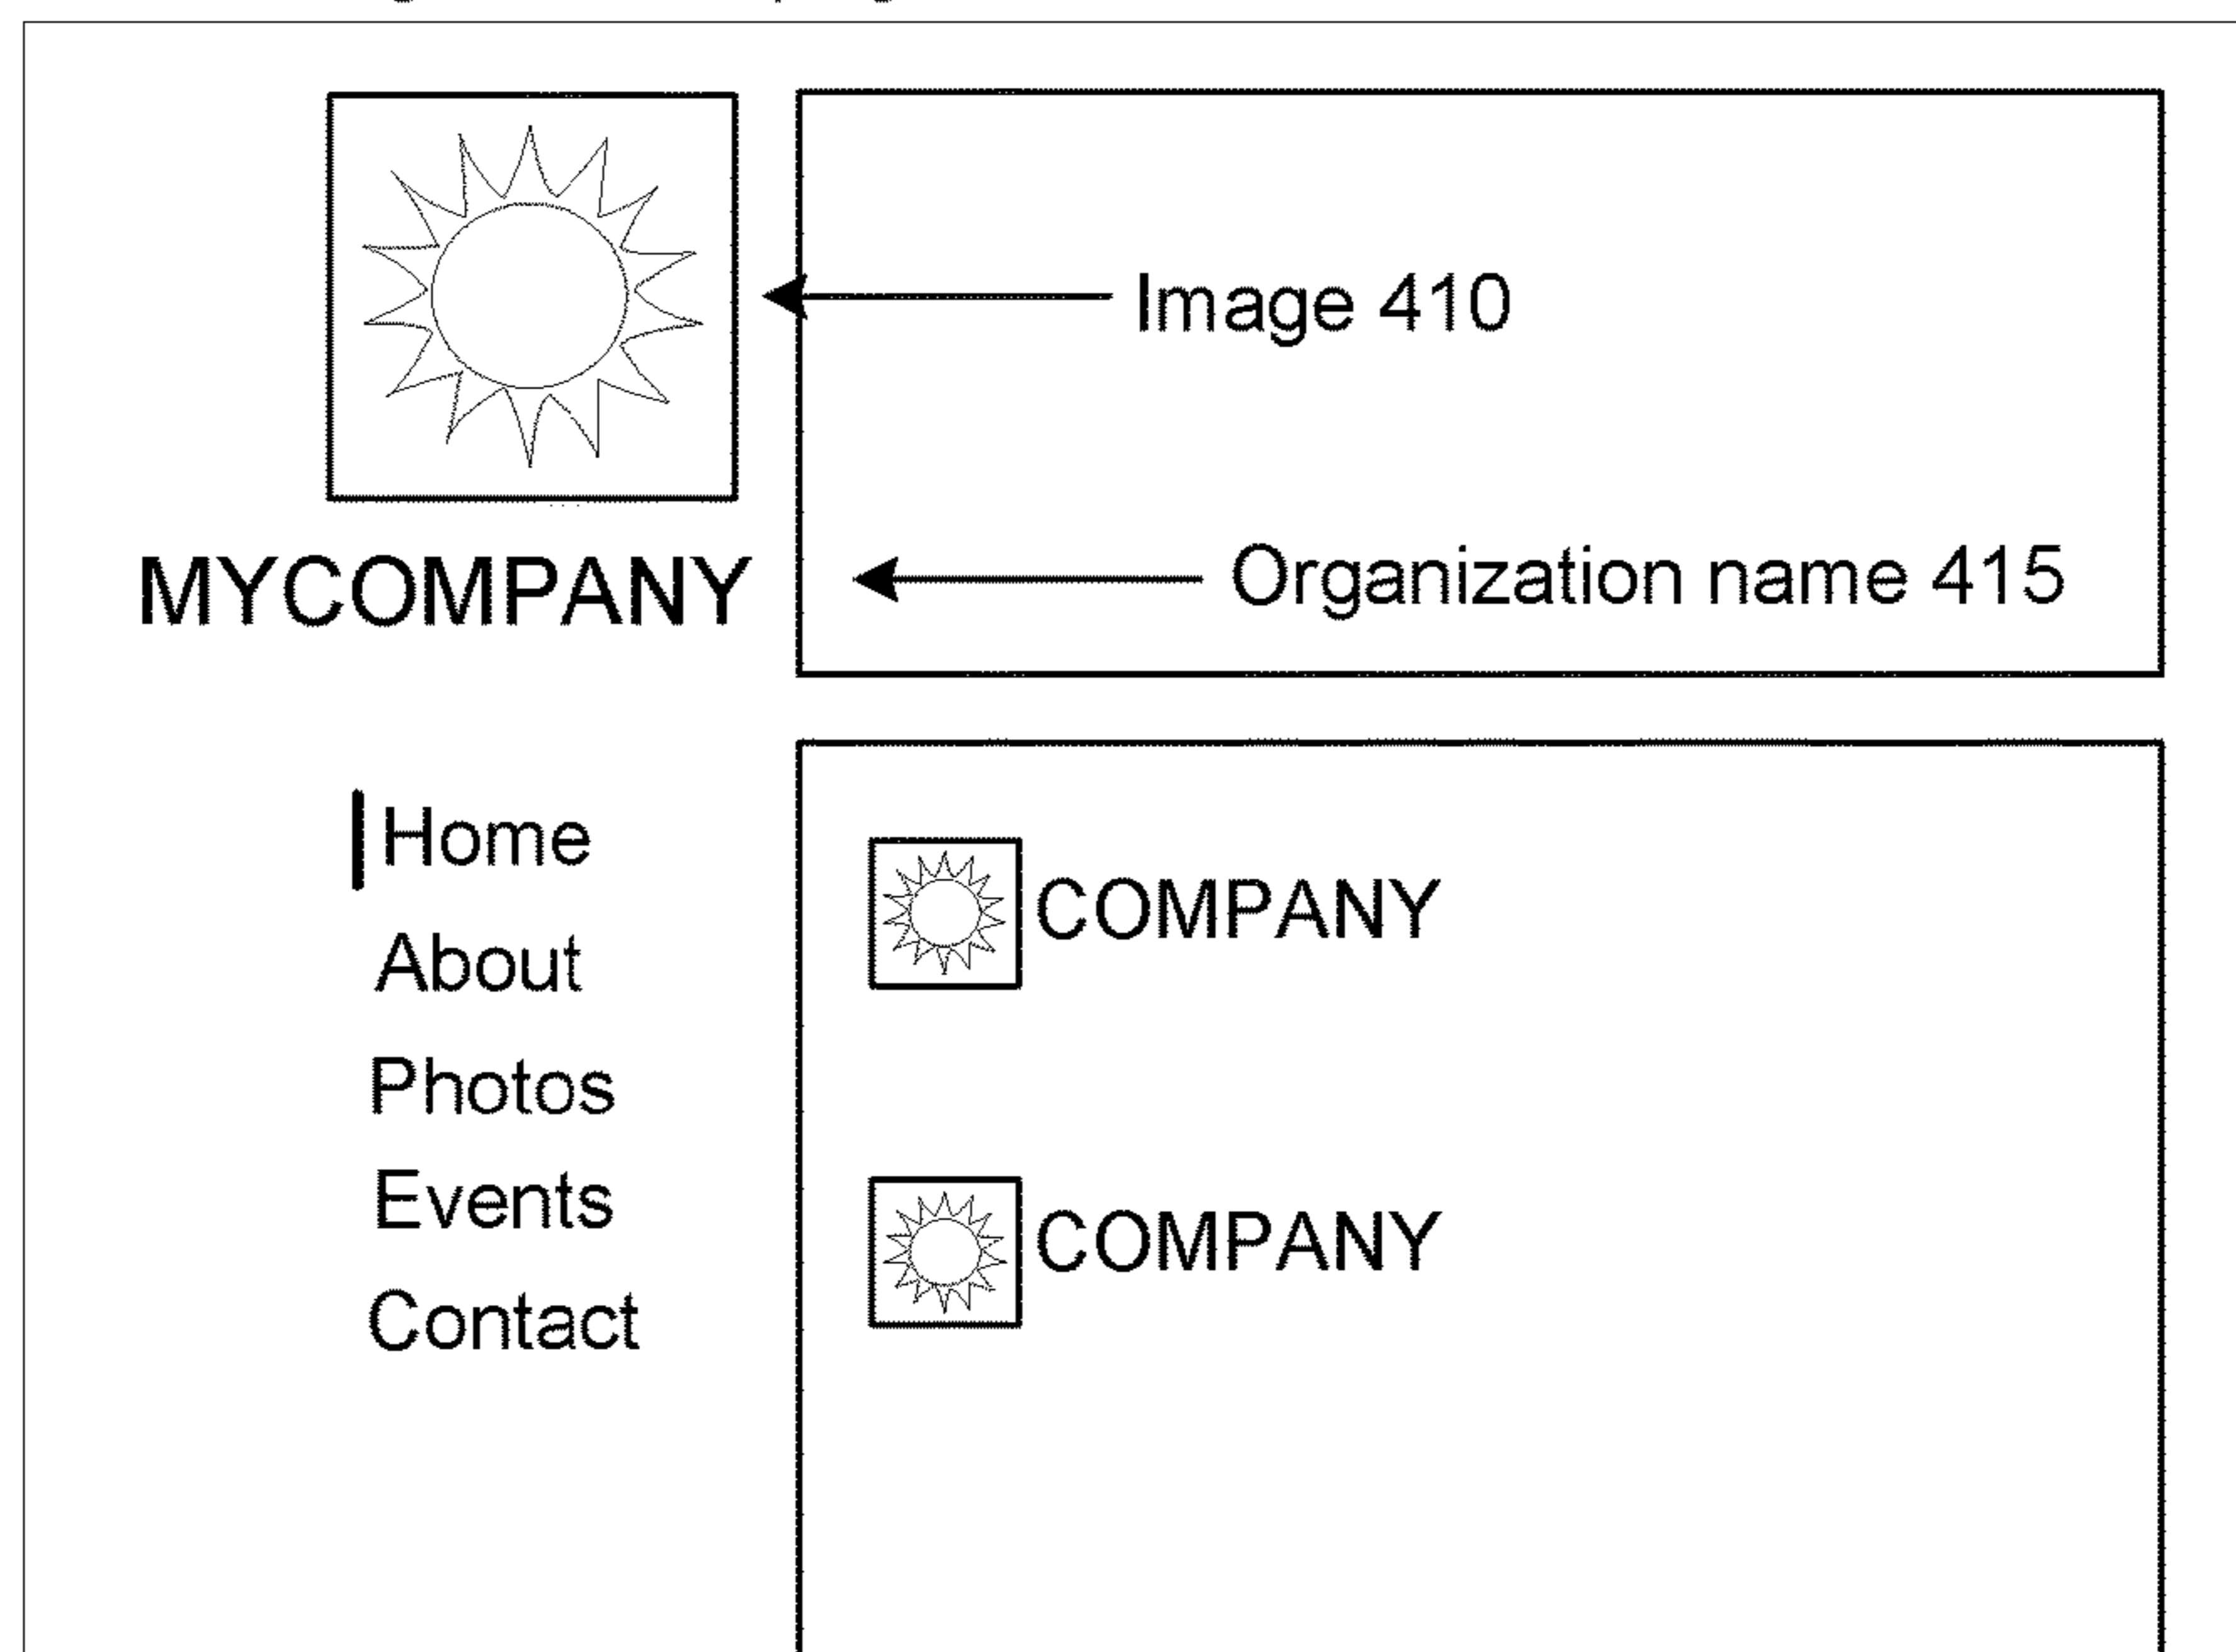 Image 410
MYCOMPANY
Organization name 415
Home
About
Photos
Events
Contact
COMPANY
COMPANY